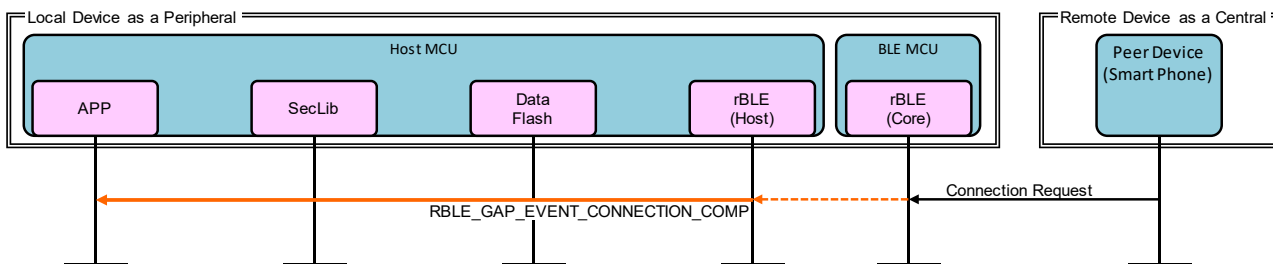 Local Device as a Peripheral
Remote Device as a Central
Host MCU
BLE MCU
APP
SecLib
Data
Flash
rBLE
(Host)
rBLE
(Core)
Peer Device
(Smart Phone)
Connection Request
RBLE_GAP_EVENT_CONNECTION_COMP